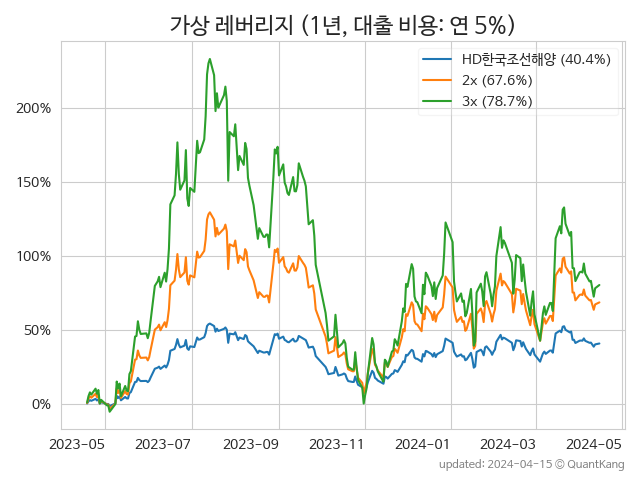 가상 레버리지 (1년, 대출 비용: 연 5%)
HD한국조선해양 (40.4%)
2x (67.6%)
3x (78.7%)
200%
150%
100%
50%
0%
2023-05 2023-07 2023-09 2023-11 2024-01 2024-03 2024-05
updated: 2024-04-15 © QuantKang